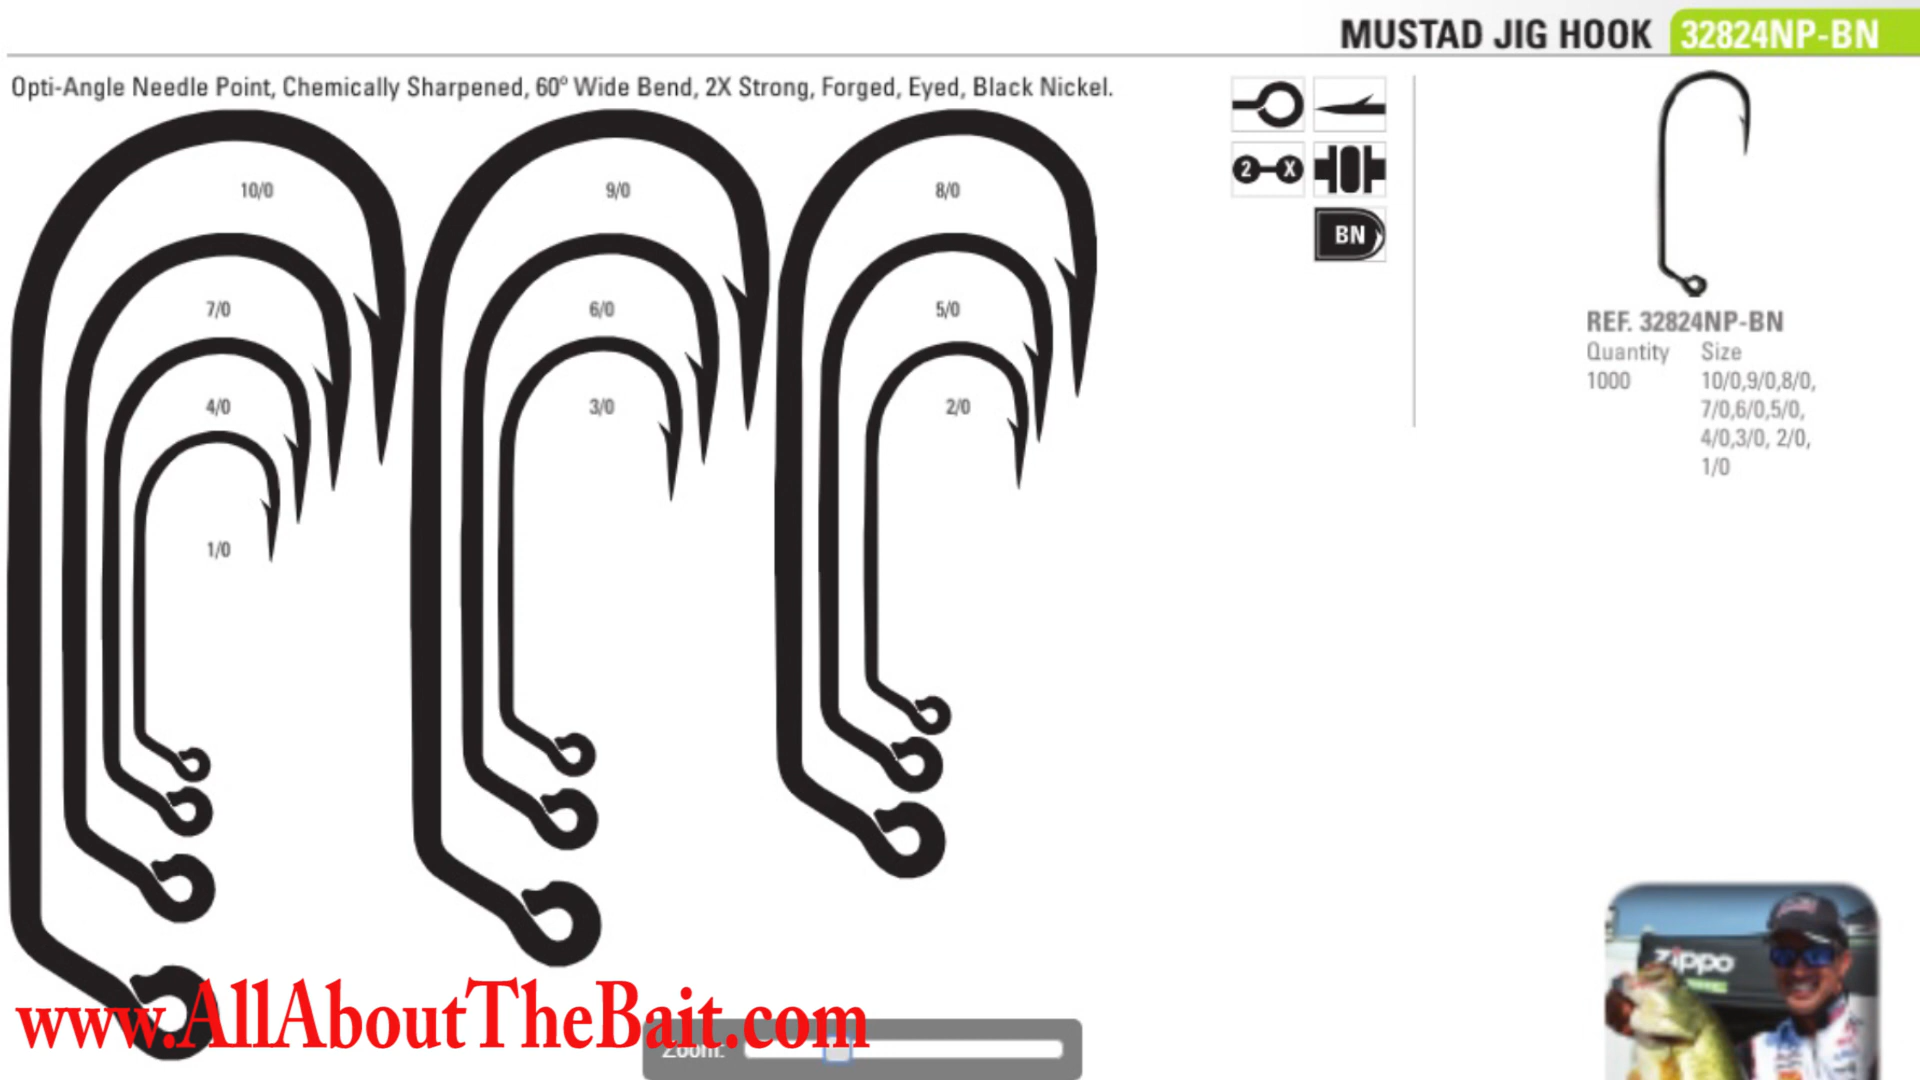 MUSTAD JIG HOOK 32824NP-BN
Opti-Angle Needle Point, Chemically Sharpened, 60° Wide Bend, 2X Strong, Forged, Eyed, Black Nickel.
10/0
9/0
8/0
7/0
6/0
5/0
4/0
3/0
2/0
1/0
2 X
BN
REF. 32824NP-BN
Quantity Size
1000 10/0,9/0,8/0,
7/0,6/0,5/0,
4/0,3/0, 2/0,
1/0
zippo
www.AllAboutTheBait.com
Zoom: